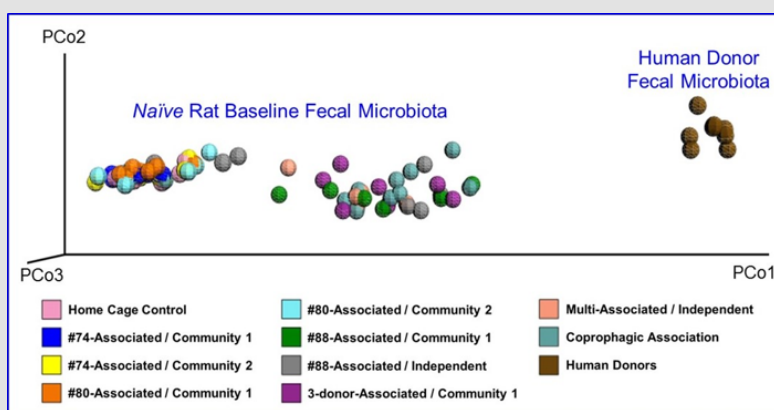 PCo2
Human Donor
Fecal Microbiota
Naïve Rat Baseline Fecal Microbiota
PCo3
PCo1
Home Cage Control
#74-Associated / Community 1
#74-Associated / Community 2
#80-Associated / Community 1
#80-Associated / Community 2
#88-Associated / Community 1
#88-Associated / Independent
3-donor-Associated / Community 1
Multi-Associated / Independent
Coprophagic Association
Human Donors